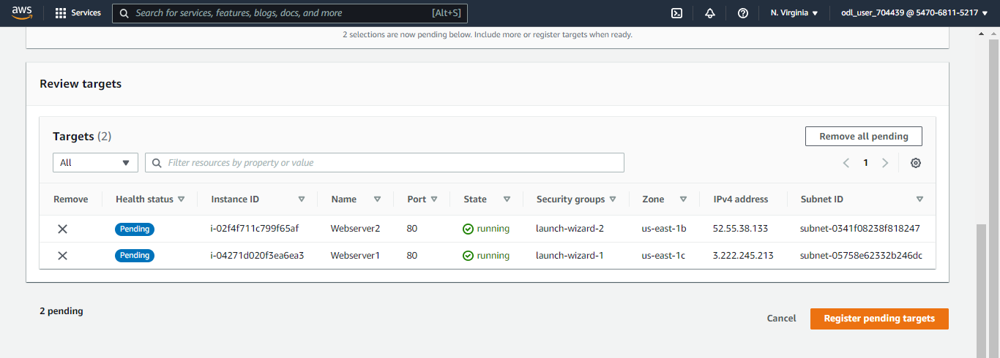 aws Services Search for services, features, blogs, docs, and more [Alt+S] N. Virginia odl_user_704439 @ 5470-6811-5217
2 selections are now pending below. Include more or register targets when ready.
Review targets
Targets (2) Remove all pending
All Filter resources by property or value 1
Remove Health status Instance ID Name Port State Security groups Zone IPv4 address Subnet ID
Pending i-02f4f711c799f65af Webserver2 80 running launch-wizard-2 us-east-1b 52.55.38.133 subnet-0341f08238f818247
Pending i-04271d020f3ea6ea3 Webserver1 80 running launch-wizard-1 us-east-1c 3.222.245.213 subnet-05758e62332b246dc
2 pending
Cancel Register pending targets